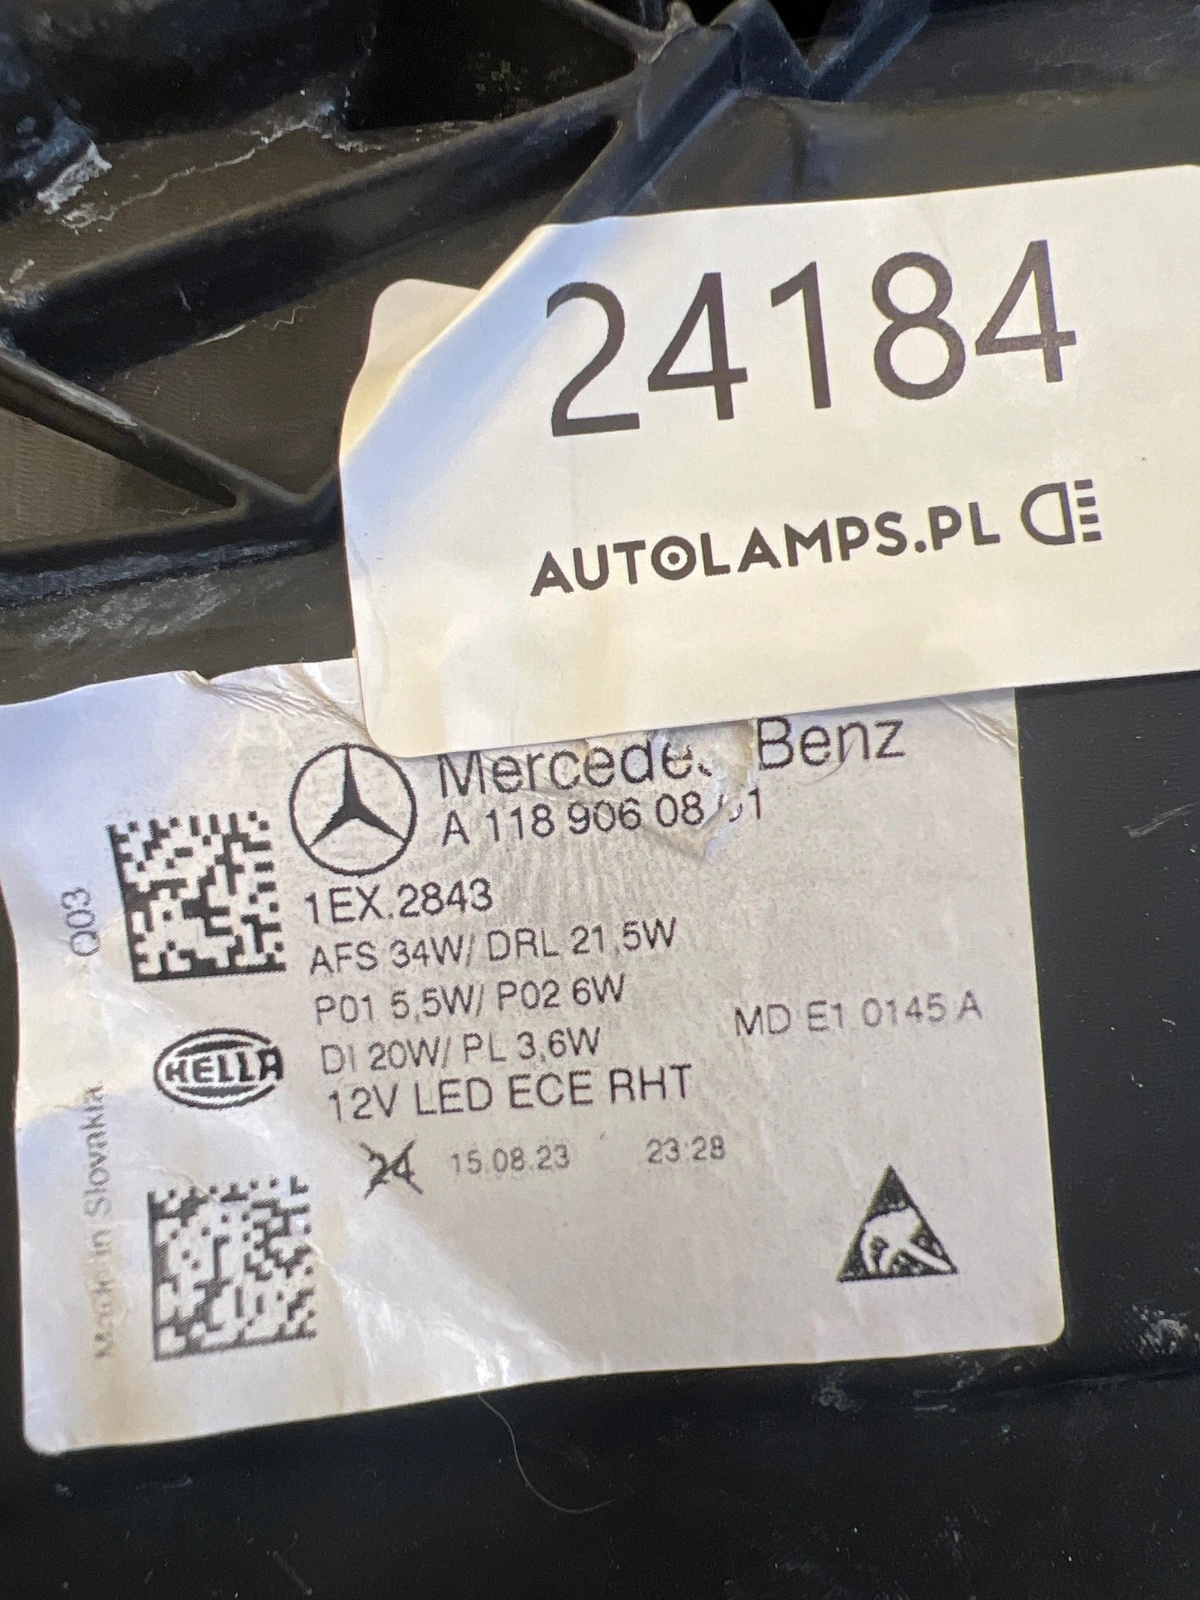 24184
AUTOLAMPS.PL
Benz
A 118 906
1EX.2843
AFS 34W/ DRL 21,5W
P01 5,5W/ P02 6W
MD E1 0145 A
DI 20W/ PL 3,6W
12V LED ECE RHT
24 15.08.23 23:28
Q03
HELLA
Made in Slovakia